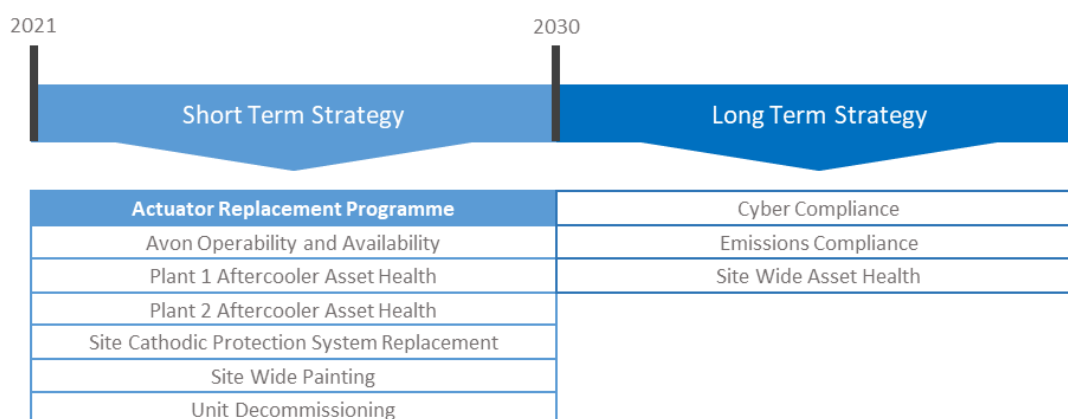 2021
2030
Short Term Strategy
Long Term Strategy
Actuator Replacement Programme
Cyber Compliance
Avon Operability and Availability
Emissions Compliance
Plant 1 Aftercooler Asset Health
Site Wide Asset Health
Plant 2 Aftercooler Asset Health
Site Cathodic Protection System Replacement
Site Wide Painting
Unit Decommissioning